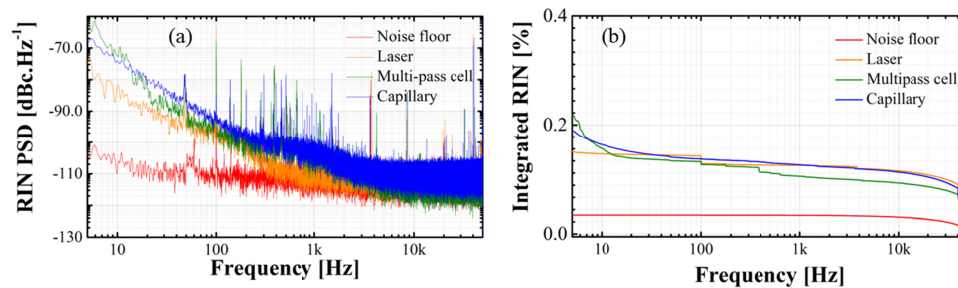 (a)
RIN PSD [dBc.Hz-1]
-70.0
-90.0
-110
-130
Noise floor
Laser
Multi-pass cell
Capillary
10
100
1k
10k
Frequency [Hz]
(b)
Integrated RIN [%]
0.4
0.2
0.0
Noise floor
Laser
Multipass cell
Capillary
10
100
1k
10k
Frequency [Hz]